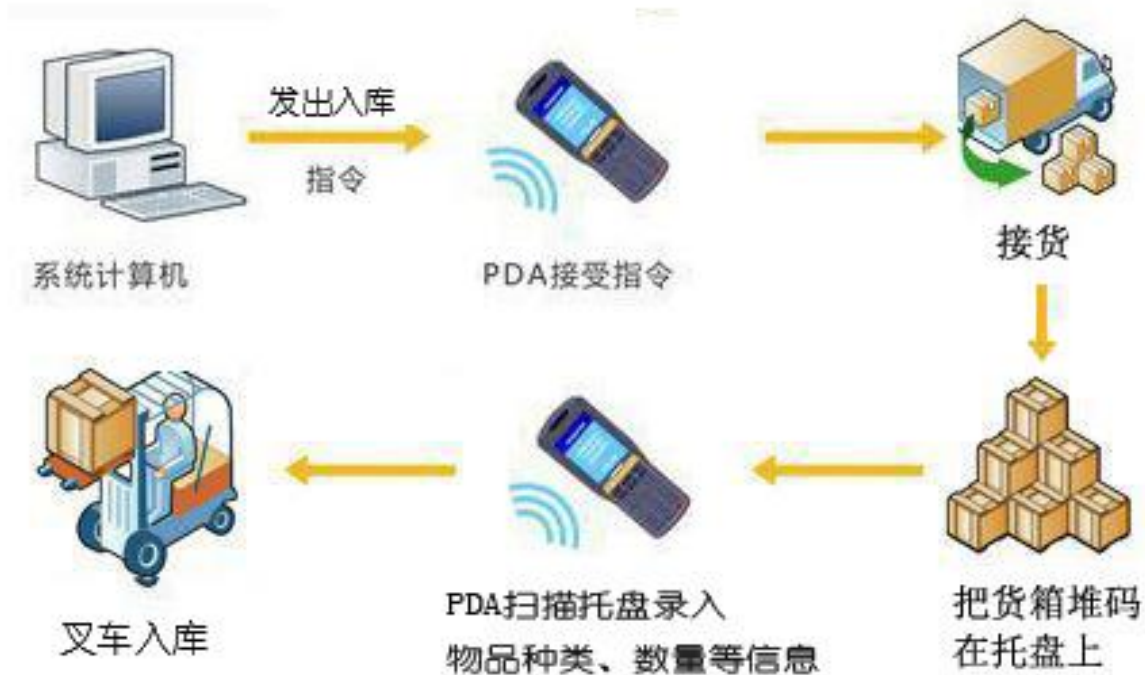 发出入库
指令
系统计算机
PDA接受指令
接货
叉车入库
PDA扫描托盘录入
物品种类、数量等信息
把货箱堆码
在托盘上